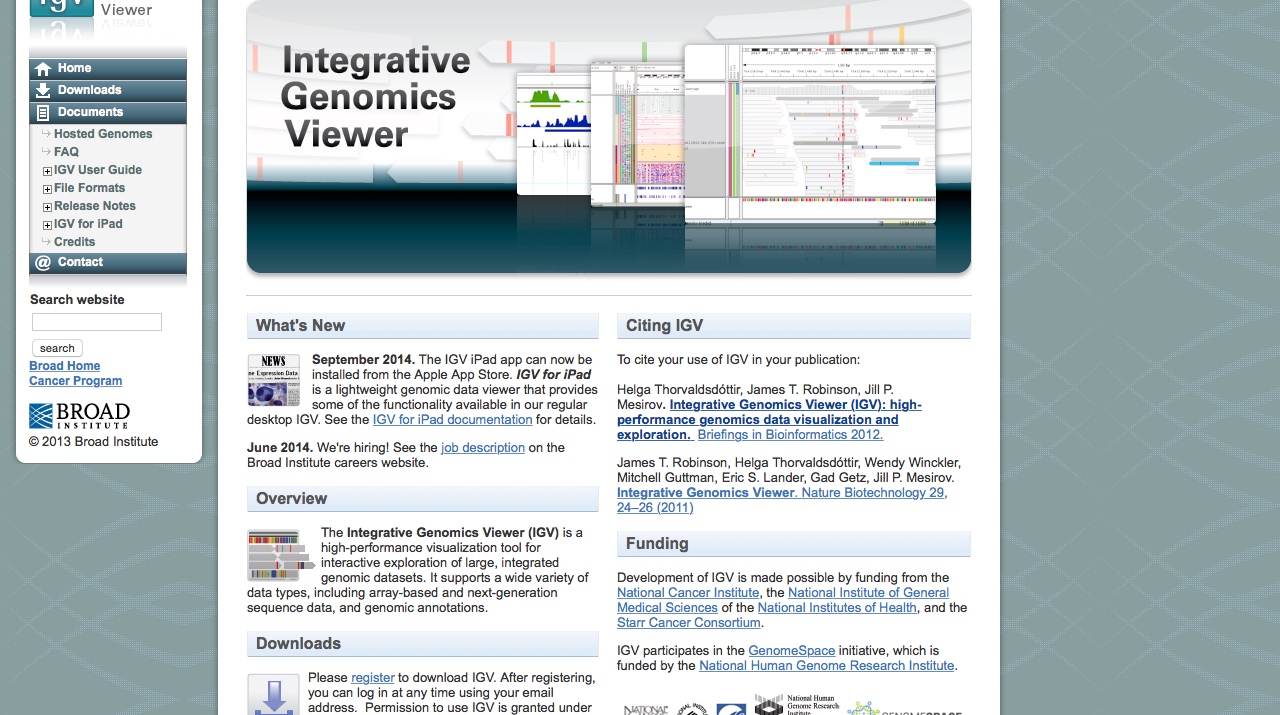 igv
Viewer
Home
Downloads
Documents
Hosted Genomes
FAQ
IGV User Guide
File Formats
Release Notes
IGV for iPad
Credits
Contact
Search website
search
Broad Home
Cancer Program
BROAD
INSTITUTE
© 2013 Broad Institute
Integrative
Genomics
Viewer
What's New
NEWS
ne Expression Data
September 2014. The IGV iPad app can now be
installed from the Apple App Store. IGV for iPad
is a lightweight genomic data viewer that provides
some of the functionality available in our regular
desktop IGV. See the IGV for iPad documentation for details.
June 2014. We're hiring! See the job description on the
Broad Institute careers website.
Overview
The Integrative Genomics Viewer (IGV) is a
high-performance visualization tool for
interactive exploration of large, integrated
genomic datasets. It supports a wide variety of
data types, including array-based and next-generation
sequence data, and genomic annotations.
Downloads
Please register to download IGV. After registering,
you can log in at any time using your email
address. Permission to use IGV is granted under
Citing IGV
To cite your use of IGV in your publication:
Helga Thorvaldsdóttir, James T. Robinson, Jill P.
Mesirov. Integrative Genomics Viewer (IGV): high-
performance genomics data visualization and
exploration. Briefings in Bioinformatics 2012.
James T. Robinson, Helga Thorvaldsdóttir, Wendy Winckler,
Mitchell Guttman, Eric S. Lander, Gad Getz, Jill P. Mesirov.
Integrative Genomics Viewer. Nature Biotechnology 29,
24–26 (2011)
Funding
Development of IGV is made possible by funding from the
National Cancer Institute, the National Institute of General
Medical Sciences of the National Institutes of Health, and the
Starr Cancer Consortium.
IGV participates in the GenomeSpace initiative, which is
funded by the National Human Genome Research Institute.
National Human
Genome Research
Institute
NATIONAL
GENOMESPACE